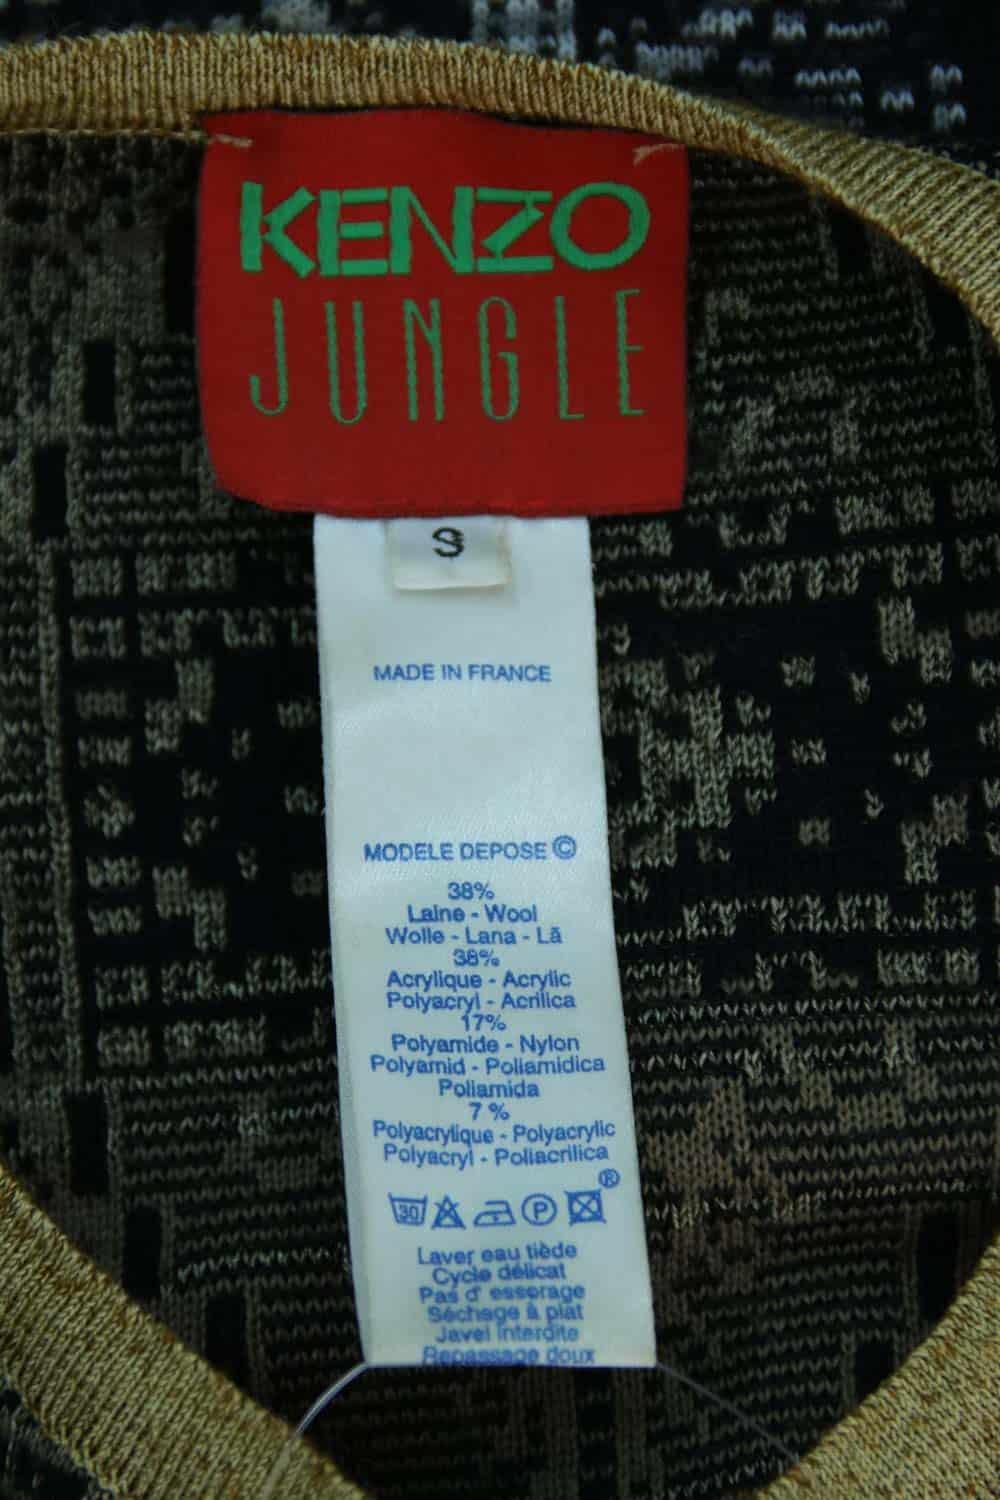 KENZO
JUNGLE
S
MADE IN FRANCE
MODELE DEPOSE ©
38%
Laine - Wool
Wolle - Lana - Lã
38%
Acrylique - Acrylic
Polyacryl - Acrilica
17%
Polyamide - Nylon
Polyamid - Poliamidica
Poliamida
7 %
Polyacrylique - Polyacrylic
Polyacryl - Poliacrilica
®
30 P
Laver eau tiède
Cycle délicat
Pas d' essorage
Séchage à plat
Javel interdite
Repassage doux